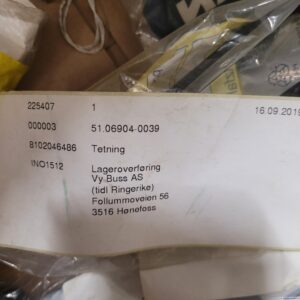 225407 1 16.09.2019
000003 51.06904-0039
8102046486 Tetning
INO1512 Lageroverføring
Vy Buss AS
(tidl Ringerike)
Follummoveien 56
3516 Hønefoss